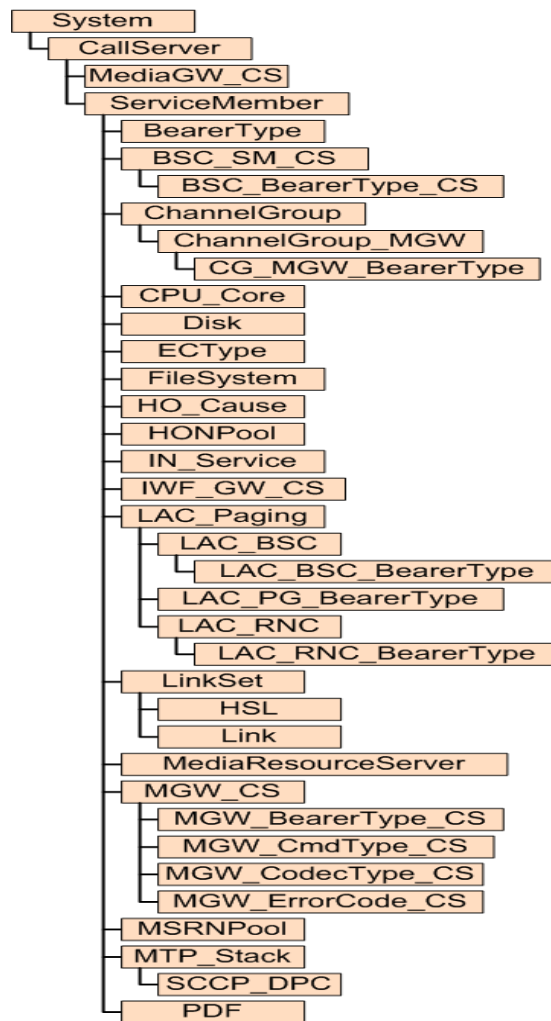 System
CallServer
MediaGW_CS
ServiceMember
BearerType
BSC_SM_CS
BSC_BearerType_CS
ChannelGroup
ChannelGroup_MGW
CG_MGW_BearerType
CPU_Core
Disk
ECType
FileSystem
HO_Cause
HONPool
IN_Service
IWF_GW_CS
LAC_Paging
LAC_BSC
LAC_BSC_BearerType
LAC_PG_BearerType
LAC_RNC
LAC_RNC_BearerType
LinkSet
HSL
Link
MediaResourceServer
MGW_CS
MGW_BearerType_CS
MGW_CmdType_CS
MGW_CodecType_CS
MGW_ErrorCode_CS
MSRNPool
MTP_Stack
SCCP_DPC
PDF